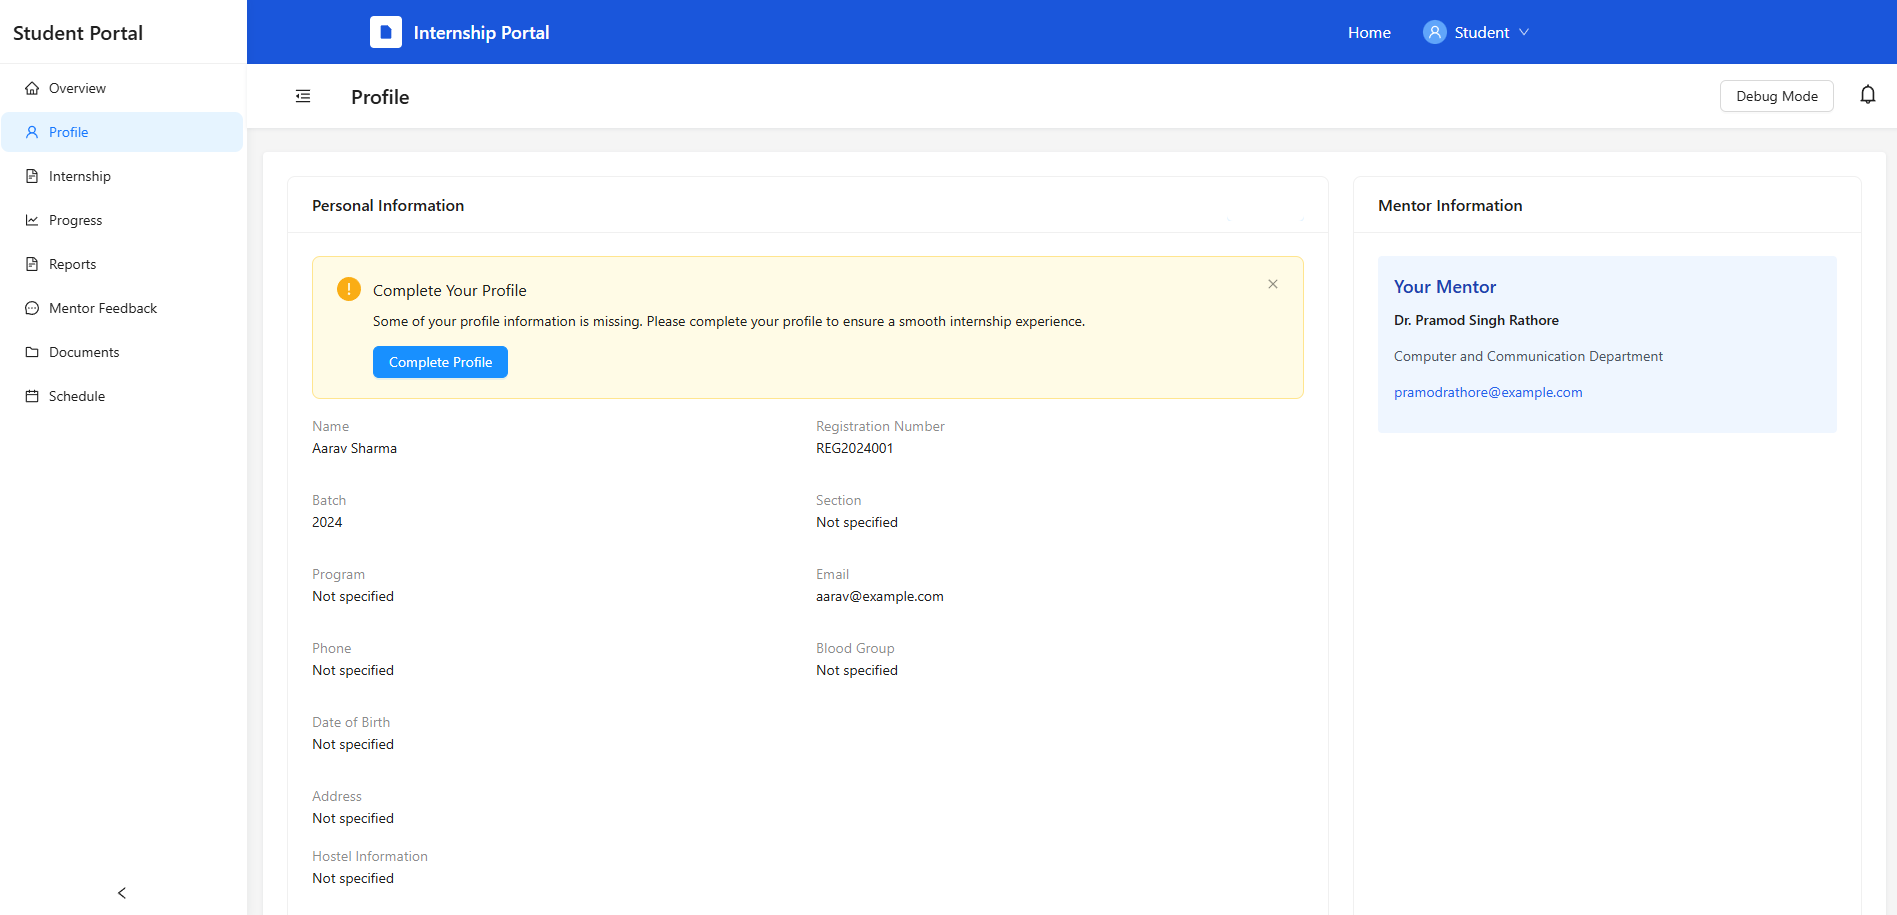 Student Portal
Internship Portal
Home
Student
Overview
Profile
Internship
Progress
Reports
Mentor Feedback
Documents
Schedule
Profile
Debug Mode
Personal Information
Complete Your Profile
Some of your profile information is missing. Please complete your profile to ensure a smooth internship experience.
Complete Profile
Name
Aarav Sharma
Registration Number
REG2024001
Batch
2024
Section
Not specified
Program
Not specified
Email
aarav@example.com
Phone
Not specified
Blood Group
Not specified
Date of Birth
Not specified
Address
Not specified
Hostel Information
Not specified
Mentor Information
Your Mentor
Dr. Pramod Singh Rathore
Computer and Communication Department
pramodrathore@example.com